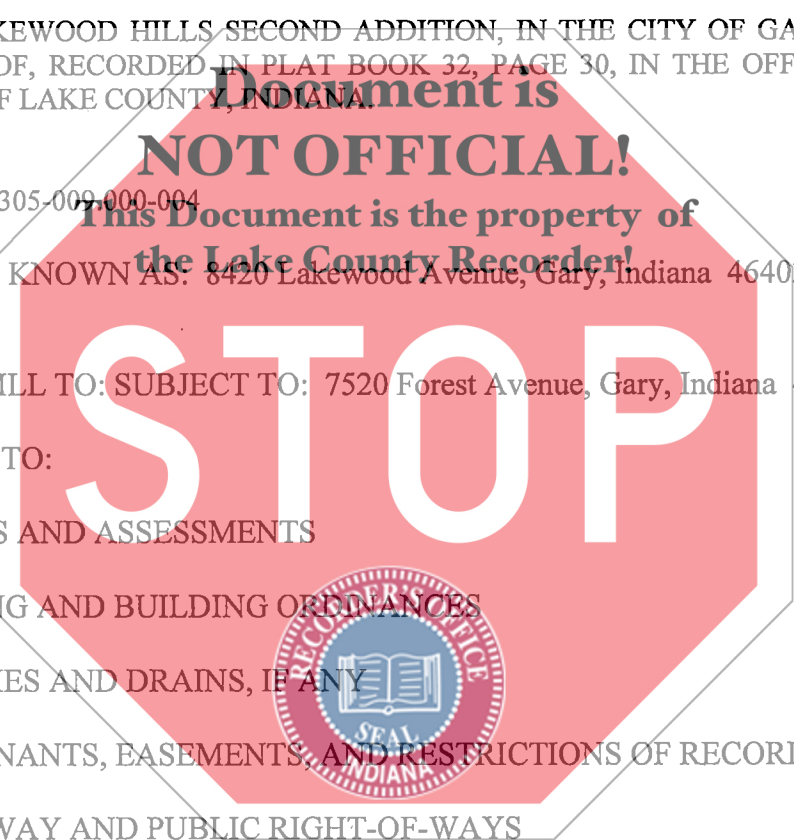 KEWOOD HILLS SECOND ADDITION, IN THE CITY OF GA
OF, RECORDED IN PLAT BOOK 32, PAGE 30, IN THE OFF
F LAKE COUNTY, INDIANA.
Document is
NOT OFFICIAL!
305-009.000-004
This Document is the property of
the Lake County Recorder!
KNOWN AS: 8420 Lakewood Avenue, Gary, Indiana 4640
STOP
ILL TO: SUBJECT TO: 7520 Forest Avenue, Gary, Indiana
TO:
S AND ASSESSMENTS
NG AND BUILDING ORDINANCES
RECORDER'S OFFICE
IES AND DRAINS, IF ANY
SEAL
NANTS, EASEMENTS, AND RESTRICTIONS OF RECORD
INDIANA
WAY AND PUBLIC RIGHT-OF-WAYS